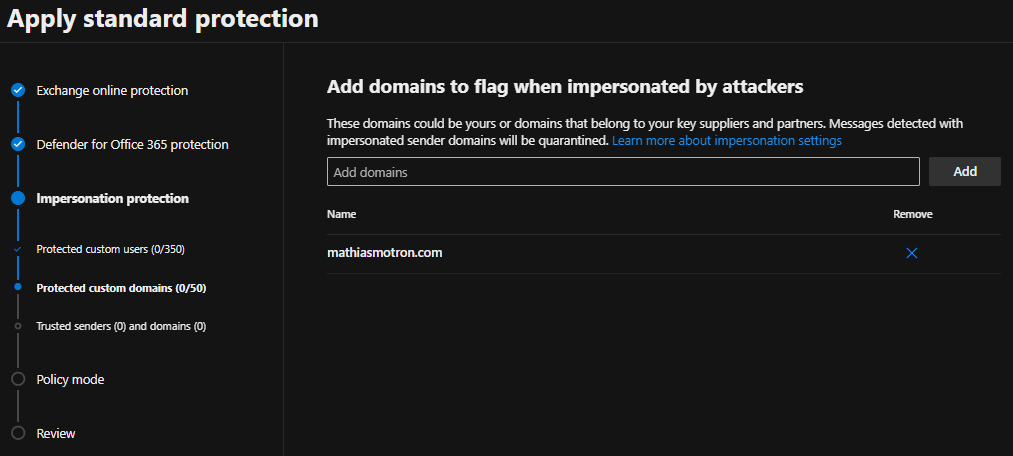 Apply standard protection
Exchange online protection
Defender for Office 365 protection
Impersonation protection
Protected custom users (0/350)
Protected custom domains (0/50)
Trusted senders (0) and domains (0)
Policy mode
Review
Add domains to flag when impersonated by attackers
These domains could be yours or domains that belong to your key suppliers and partners. Messages detected with
impersonated sender domains will be quarantined. Learn more about impersonation settings
Add domains
Add
Name Remove
mathiasmotron.com